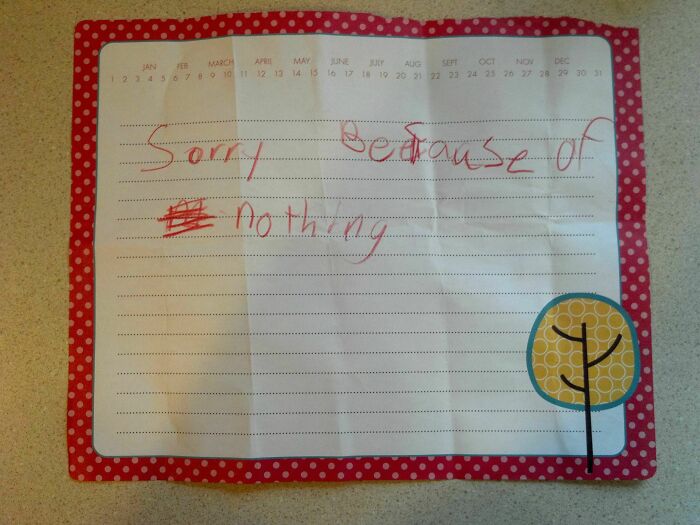 JAN FEB MARCH APRIL MAY JUNE JULY AUG SEPT OCT NOV DEC
1 2 3 4 5 6 7 8 9 10 11 12 13 14 15 16 17 18 19 20 21 22 23 24 25 26 27 28 29 30 31
Sorry Because of
nothing